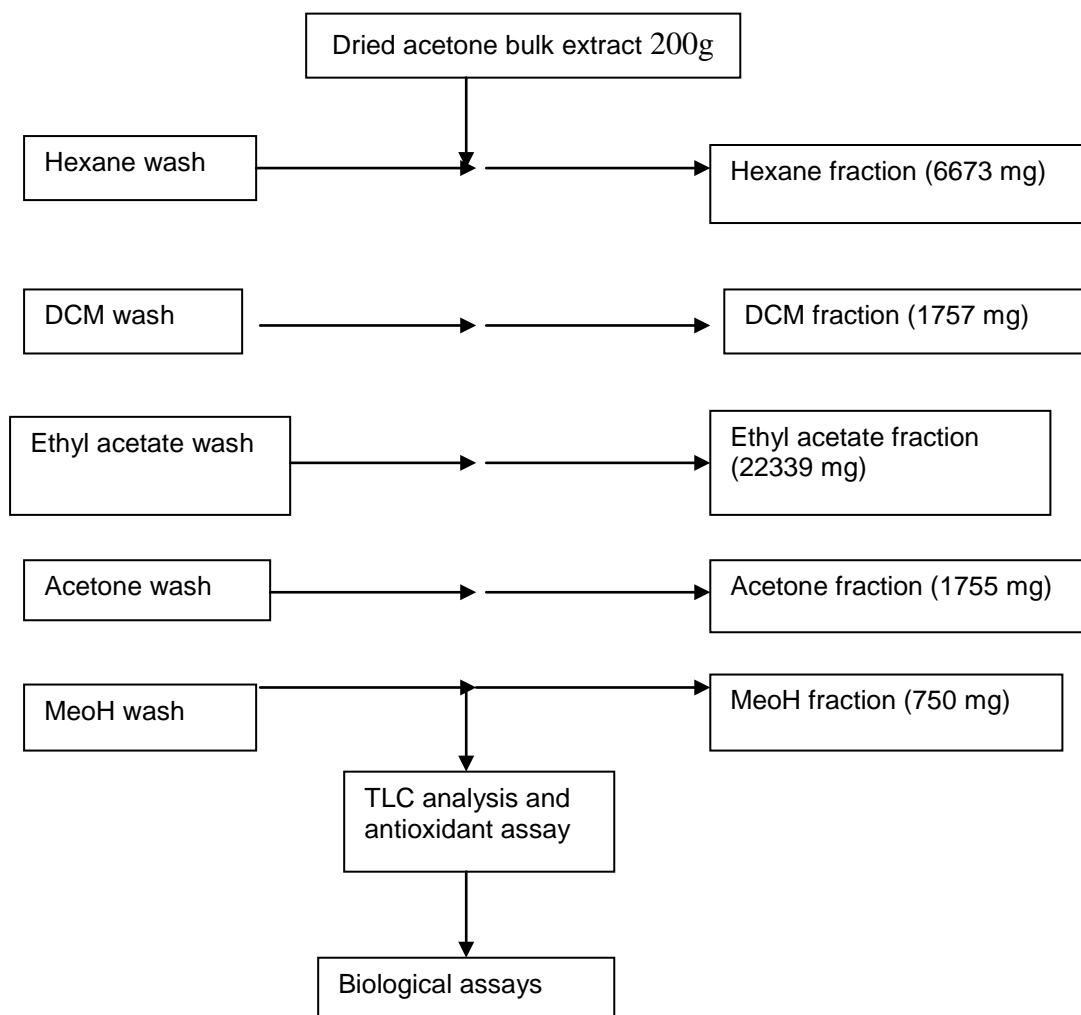 Dried acetone bulk extract 200g
Hexane wash
Hexane fraction (6673 mg)
DCM wash
DCM fraction (1757 mg)
Ethyl acetate wash
Ethyl acetate fraction
(22339 mg)
Acetone wash
Acetone fraction (1755 mg)
MeoH wash
MeoH fraction (750 mg)
TLC analysis and
antioxidant assay
Biological assays